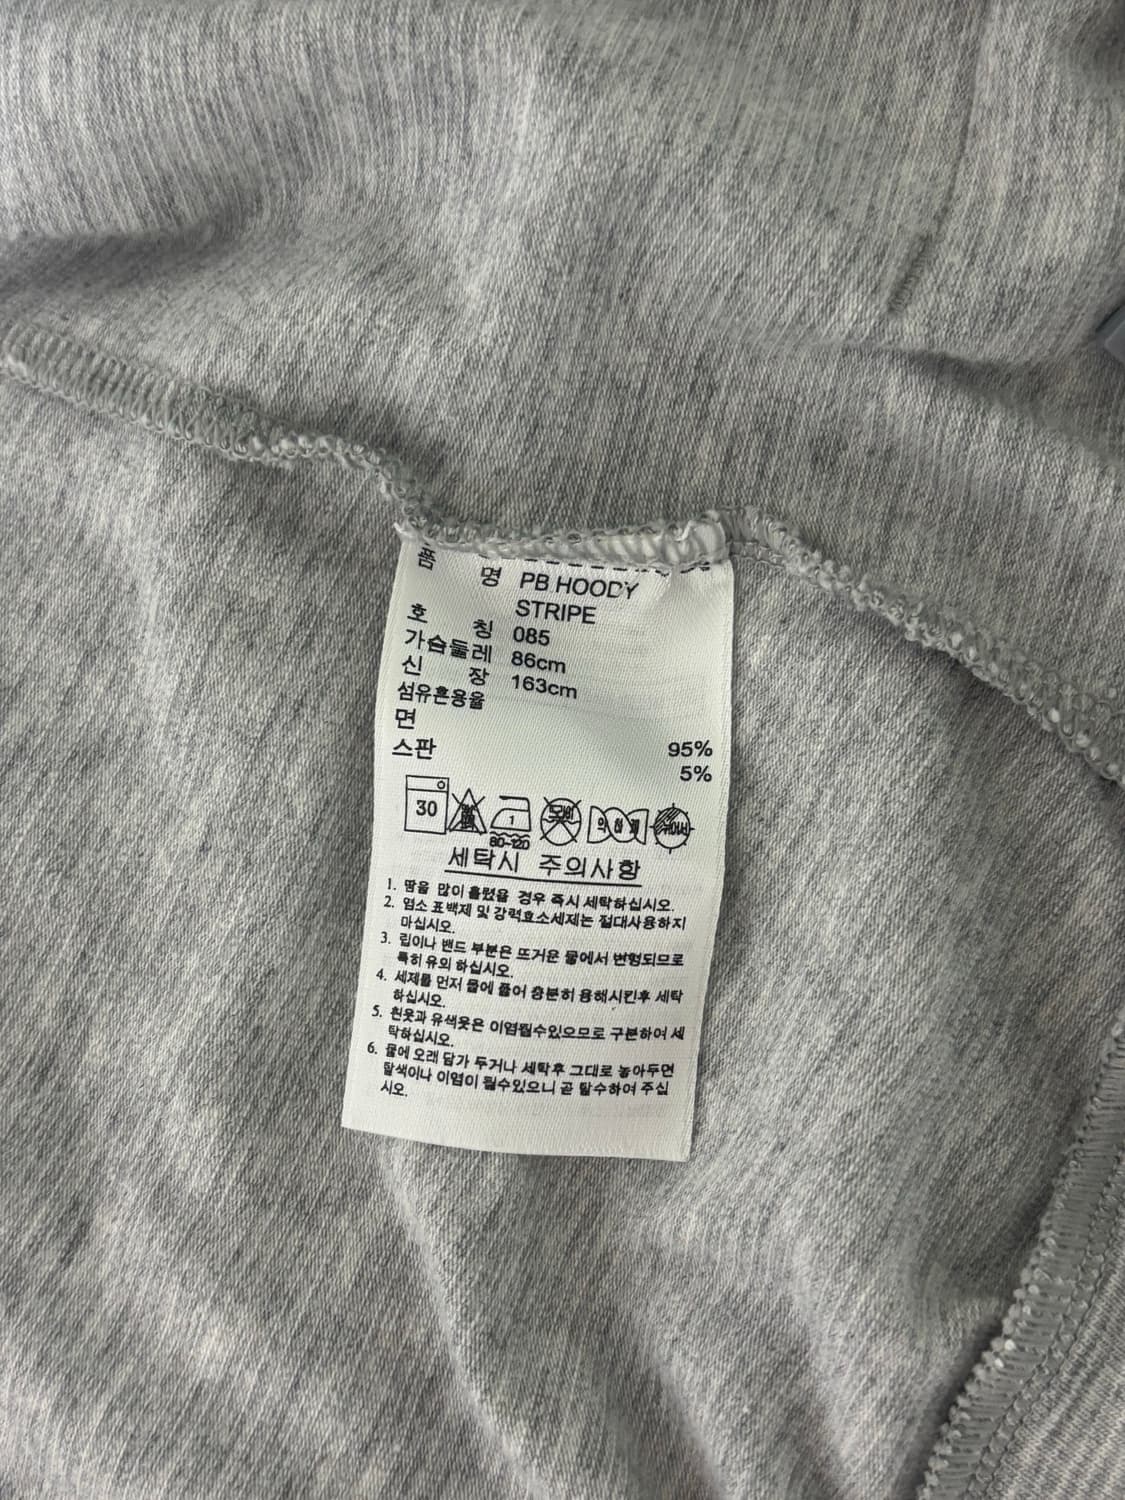 품 명 PB HOODY
STRIPE
호 칭 085
가슴둘레 86cm
신 장 163cm
섬유혼용율
면 95%
스판 5%
30 1 80-120
세탁시 주의사항
1. 땀을 많이 흘렸을 경우 즉시 세탁하십시오.
2. 염소 표백제 및 강력효소세제는 절대사용하지
마십시오.
3. 립이나 밴드 부분은 뜨거운 물에서 변형되므로
특히 유의 하십시오.
4. 세제를 먼저 물에 풀어 충분히 용해시킨후 세탁
하십시오.
5. 흰옷과 유색옷은 이염될수있으므로 구분하여 세
탁하십시오.
6. 물에 오래 담가 두거나 세탁후 그대로 놓아두면
탈색이나 이염이 될수있으니 곧 탈수하여 주십
시오.